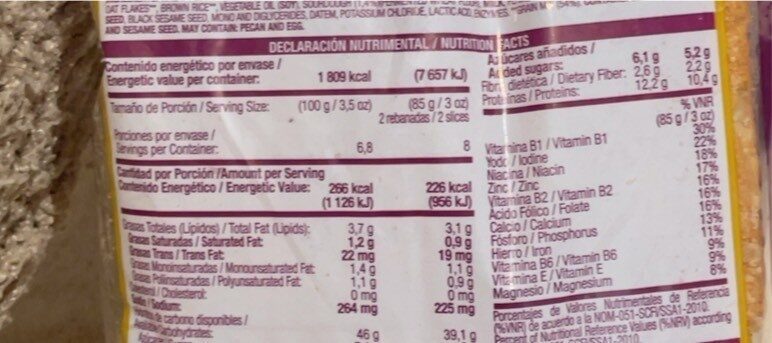 OAT FLAKES**, BROWN RICE**, VEGETABLE OIL (SOY), SOURDOUGH
SEED, BLACK SESAME SEED, MONO AND DIGLYCERIDES, DATEM, POTASSIUM CHLORIDE, LACTIC ACID, ENZYMES,
AND SESAME SEED. MAY CONTAIN: PECAN AND EGG.
DECLARACIÓN NUTRIMENTAL / NUTRITION FACTS
Contenido energético por envase /
Energetic value per container: 1 809 kcal (7 657 kJ)
Tamaño de Porción / Serving Size: (100 g / 3,5 oz) (85 g / 3 oz)
2 rebanadas / 2 slices
Porciones por envase /
Servings per Container: 6,8 8
Cantidad por Porción /Amount per Serving
Contenido Energético / Energetic Value: 266 kcal 226 kcal
(1 126 kJ) (956 kJ)
Grasas Totales (Lípidos) / Total Fat (Lipids): 3,7 g 3,1 g
Grasas Saturadas / Saturated Fat: 1,2 g 0,9 g
Grasas Trans / Trans Fat: 22 mg 19 mg
Grasas Monoinsaturadas / Monounsaturated Fat: 1,4 g 1,1 g
Grasas Poliinsaturadas / Polyunsaturated Fat: 1,1 g 0,9 g
/ Cholesterol: 0 mg 0 mg
/ Sodium: 264 mg 225 mg
de carbono disponibles /
Carbohydrates: 46 g 39,1 g
Azúcares añadidos /
Added sugars: 6,1 g 5,2 g
Fibra dietética / Dietary Fiber: 2,6 g 2,2 g
Proteínas / Proteins: 12,2 g 10,4 g
% VNR
(85 g / 3 oz)
Vitamina B1 / Vitamin B1 30%
Yodo / Iodine 22%
Niacina / Niacin 18%
Zinc / Zinc 17%
Vitamina B2 / Vitamin B2 16%
Ácido Fólico / Folate 16%
Calcio / Calcium 16%
Fósforo / Phosphorus 13%
Hierro / Iron 11%
Vitamina B6 / Vitamin B6 9%
Vitamina E / Vitamin E 9%
Magnesio / Magnesium 8%
Porcentajes de Valores Nutrimentales de Referencia
(%VNR) de acuerdo a la NOM-051-SCFI/SSA1-2010.
Percent of Nutritional Reference Values (%NRV) according
SCFI/SSA1-2010.